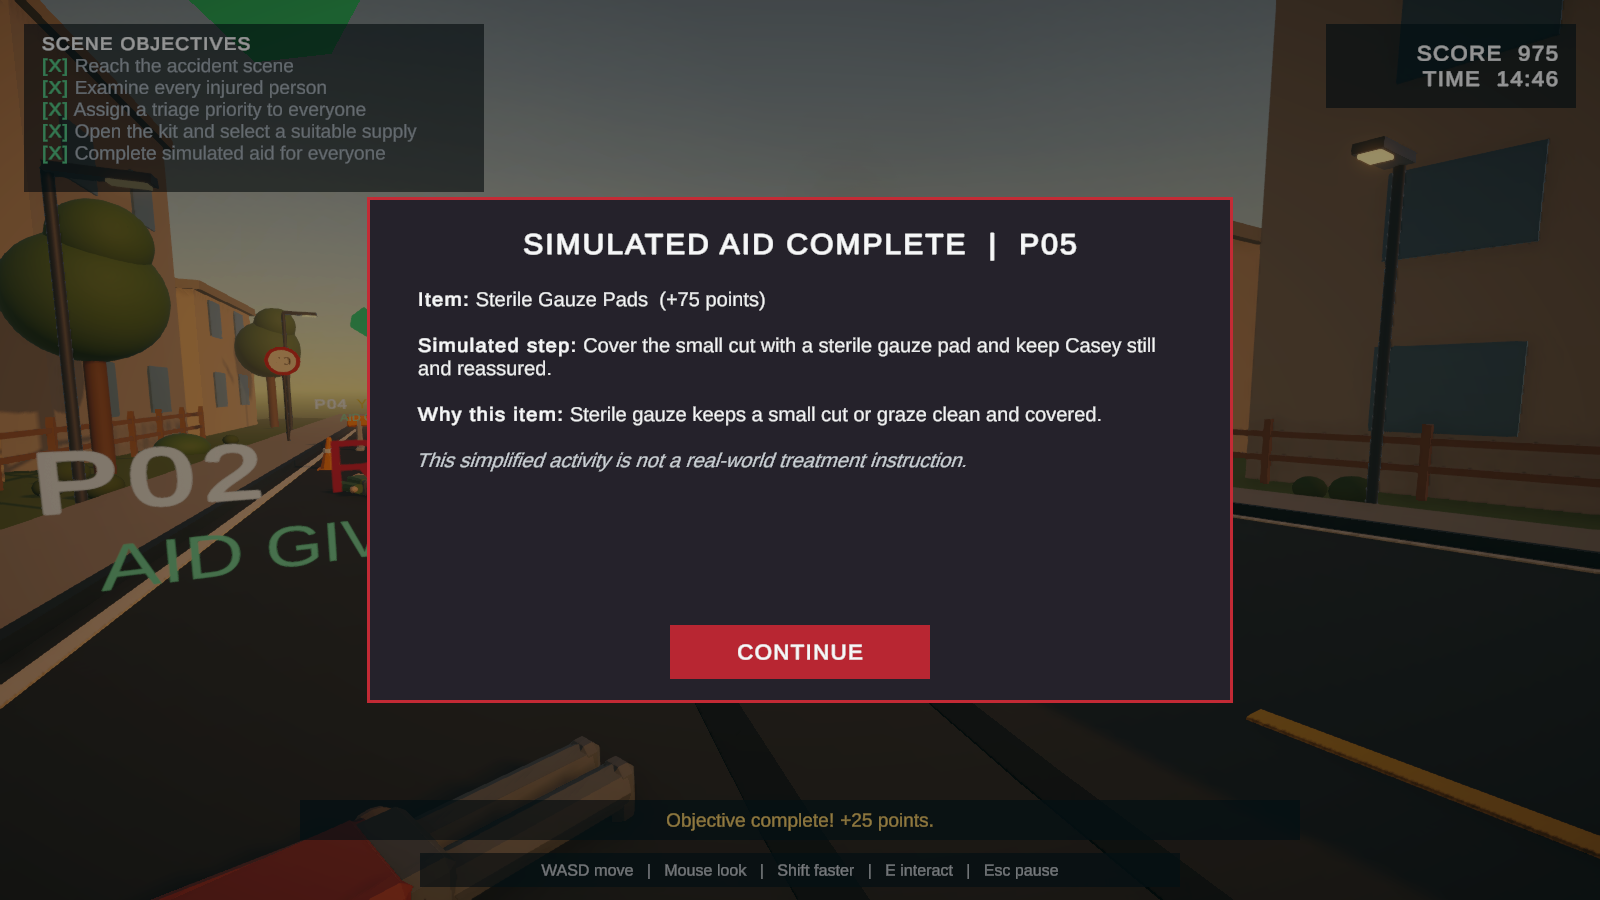 SCENE OBJECTIVES
[X] Reach the accident scene
[X] Examine every injured person
[X] Assign a triage priority to everyone
[X] Open the kit and select a suitable supply
[X] Complete simulated aid for everyone
SCORE 975
TIME 14:46
SIMULATED AID COMPLETE | P05
Item: Sterile Gauze Pads (+75 points)
Simulated step: Cover the small cut with a sterile gauze pad and keep Casey still
and reassured.
Why this item: Sterile gauze keeps a small cut or graze clean and covered.
This simplified activity is not a real-world treatment instruction.
CONTINUE
P04
P02
AID GIV
Objective complete! +25 points.
WASD move | Mouse look | Shift faster | E interact | Esc pause